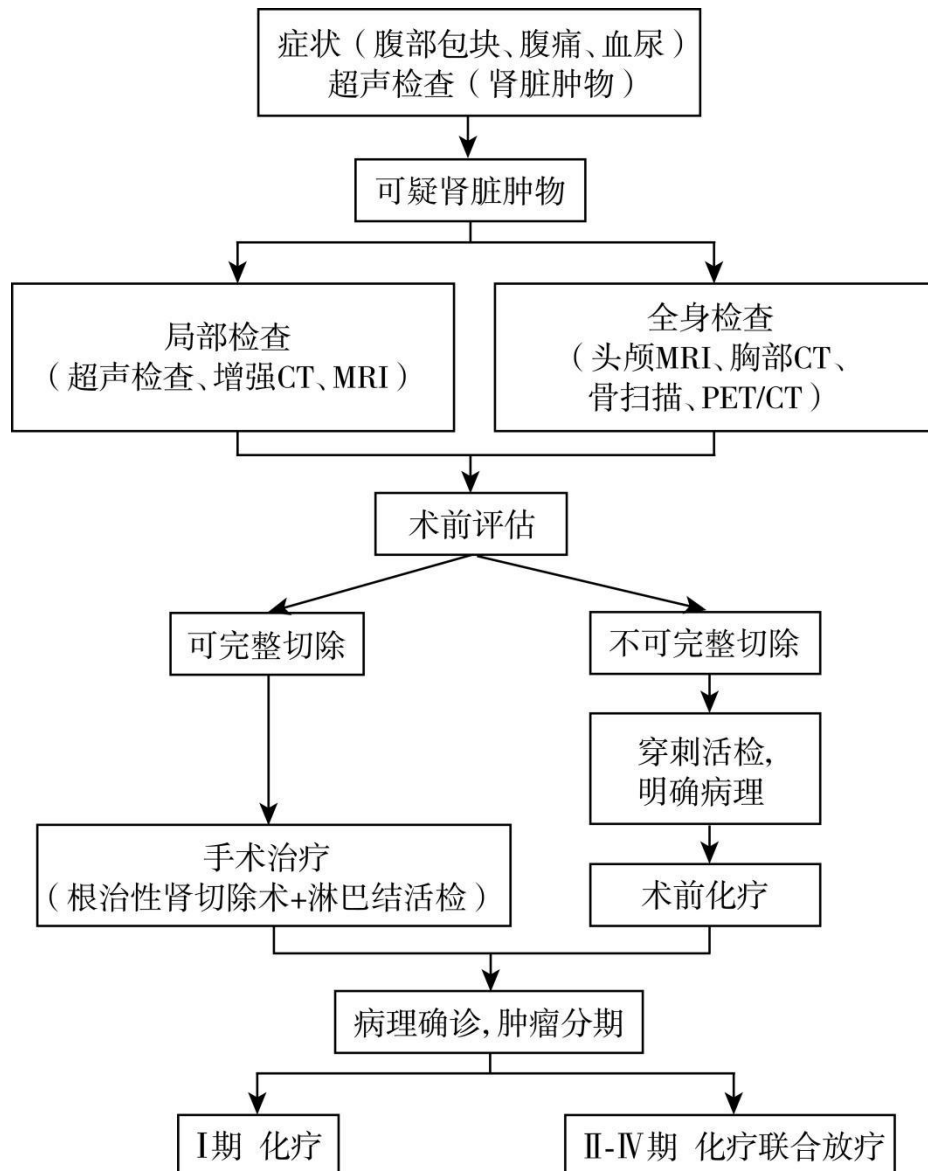 症状（腹部包块、腹痛、血尿）
超声检查（肾脏肿物）
可疑肾脏肿物
局部检查
（超声检查、增强CT、MRI）
全身检查
（头颅MRI、胸部CT、
骨扫描、PET/CT）
术前评估
可完整切除
不可完整切除
穿刺活检，
明确病理
手术治疗
（根治性肾切除术+淋巴结活检）
术前化疗
病理确诊，肿瘤分期
Ⅰ期 化疗
Ⅱ-Ⅳ期 化疗联合放疗